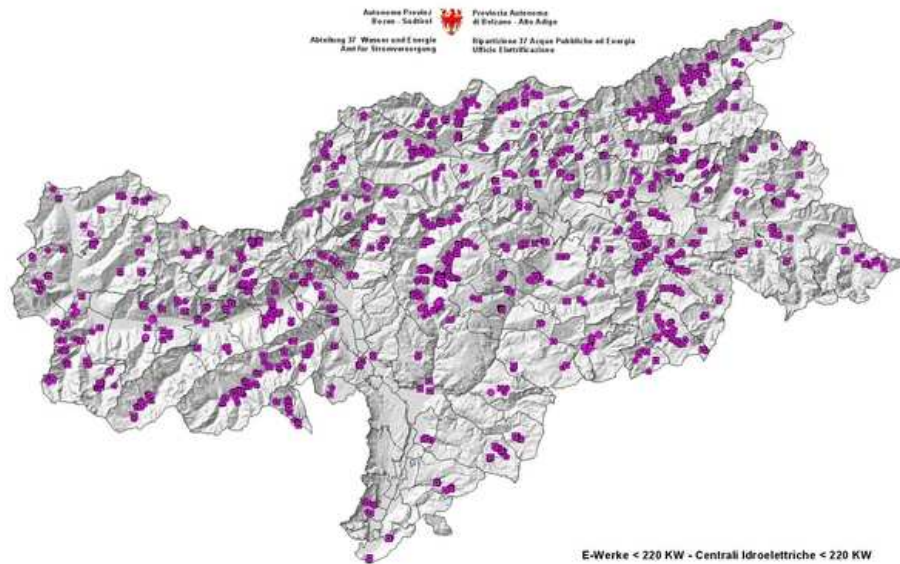 Autonome Provinz
Bozen - Südtirol
Provincia Autonoma
di Bolzano - Alto Adige
Abteilung 37 Wasser und Energie
Amt für Stromversorgung
Ripartizione 37 Acque Pubbliche ed Energia
Ufficio Elettrificazione
E-Werke < 220 KW - Centrali Idroelettriche < 220 KW